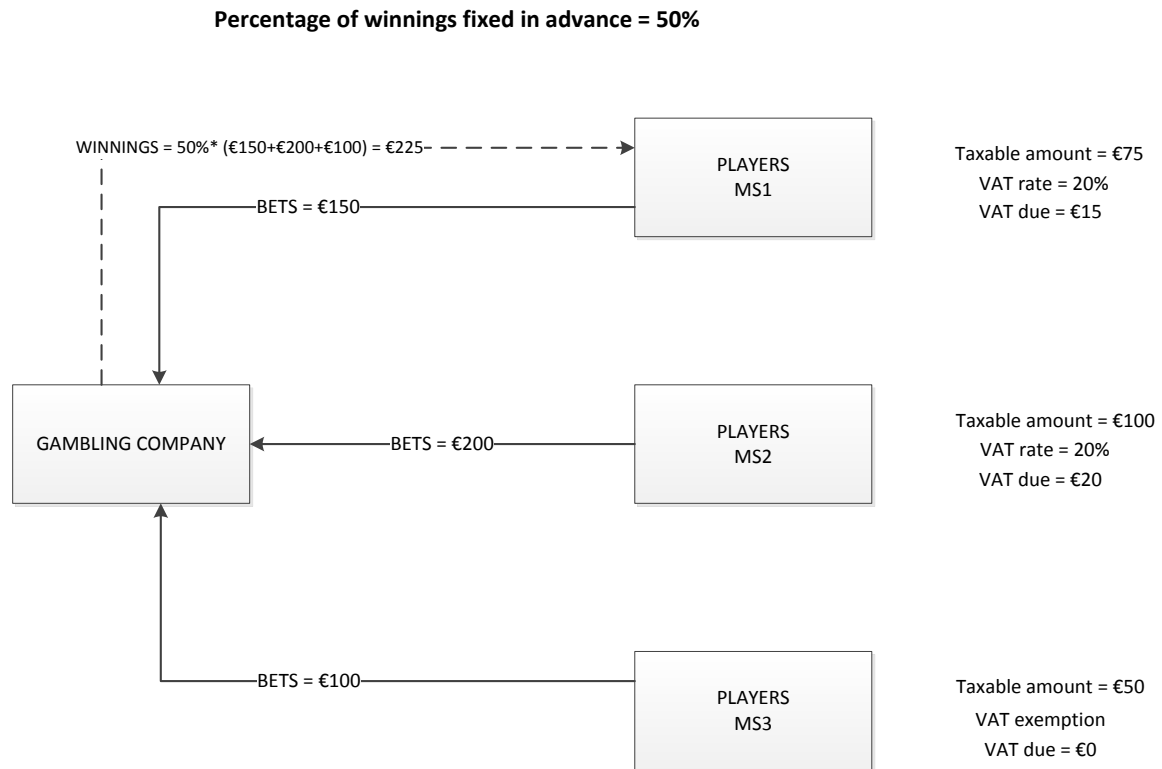 Percentage of winnings fixed in advance = 50%
WINNINGS = 50%* (€150+€200+€100) = €225
PLAYERS
MS1
Taxable amount = €75
VAT rate = 20%
VAT due = €15
BETS = €150
GAMBLING COMPANY
BETS = €200
PLAYERS
MS2
Taxable amount = €100
VAT rate = 20%
VAT due = €20
BETS = €100
PLAYERS
MS3
Taxable amount = €50
VAT exemption
VAT due = €0